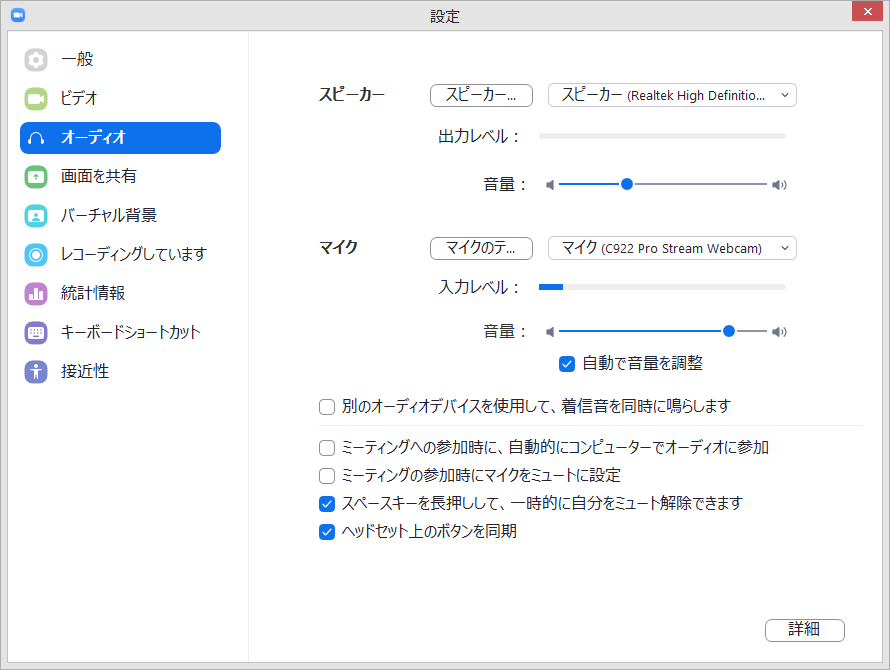 設定
一般
ビデオ
オーディオ
画面を共有
バーチャル背景
レコーディングしています
統計情報
キーボードショートカット
接近性
スピーカー スピーカー... スピーカー (Realtek High Definitio...
出力レベル：
音量：
マイク マイクのテ... マイク (C922 Pro Stream Webcam)
入力レベル：
音量：
自動で音量を調整
別のオーディオデバイスを使用して、着信音を同時に鳴らします
ミーティングへの参加時に、自動的にコンピューターでオーディオに参加
ミーティングの参加時にマイクをミュートに設定
スペースキーを長押しして、一時的に自分をミュート解除できます
ヘッドセット上のボタンを同期
詳細